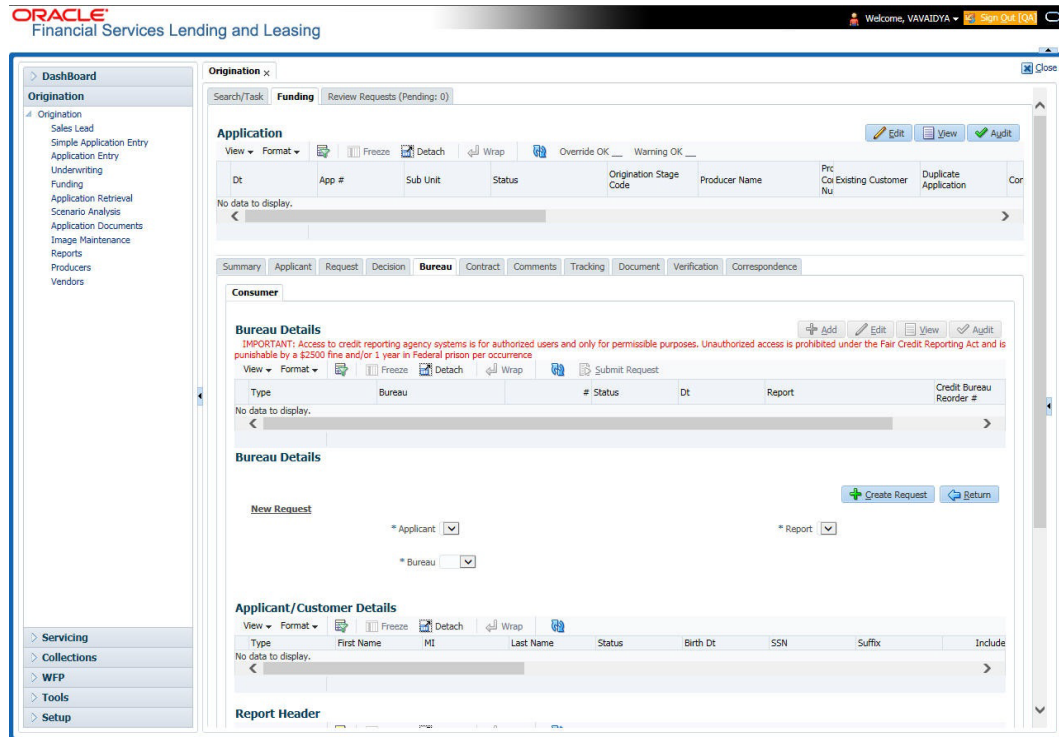 ORACLE®
Financial Services Lending and Leasing
Welcome, VAVAIDYA Sign Out [QA]
Close
DashBoard
Origination
Origination
Sales Lead
Simple Application Entry
Application Entry
Underwriting
Funding
Application Retrieval
Scenario Analysis
Application Documents
Image Maintenance
Reports
Producers
Vendors
Servicing
Collections
WFP
Tools
Setup
Origination x
Search/Task Funding Review Requests (Pending: 0)
Application
Edit View Audit
View Format Freeze Detach Wrap Override OK __ Warning OK __
Dt App # Sub Unit Status Origination Stage Code Producer Name Prc Coi Nu Existing Customer Duplicate Application Cor
No data to display.
Summary Applicant Request Decision Bureau Contract Comments Tracking Document Verification Correspondence
Consumer
Bureau Details
Add Edit View Audit
IMPORTANT: Access to credit reporting agency systems is for authorized users and only for permissible purposes. Unauthorized access is prohibited under the Fair Credit Reporting Act and is
punishable by a $2500 fine and/or 1 year in Federal prison per occurrence
View Format Freeze Detach Wrap Submit Request
Type Bureau # Status Dt Report Credit Bureau Reorder #
No data to display.
Bureau Details
Create Request Return
New Request
* Applicant * Report
* Bureau
Applicant/Customer Details
View Format Freeze Detach Wrap
Type First Name MI Last Name Status Birth Dt SSN Suffix Include
No data to display.
Report Header